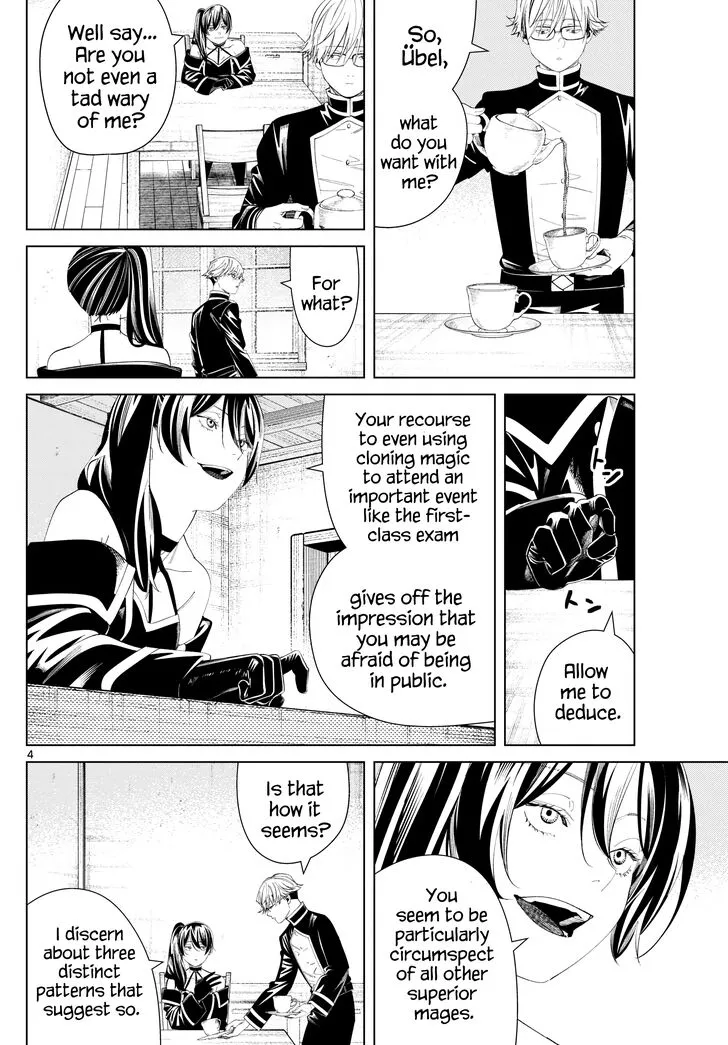 So,
Übel,
what
do you
want with
me?
Well say...
Are you
not even a
tad wary
of me?
For
what?
トン
トン
Allow
me to
deduce.
Your recourse
to even using
cloning magic
to attend an
important event
like the first-
class exam
gives off the
impression that
you may be
afraid of being
in public.
4
You
seem to be
particularly
circumspect
of all other
superior
mages.
Is that
how it
seems?
I discern
about three
distinct
patterns that
suggest so.